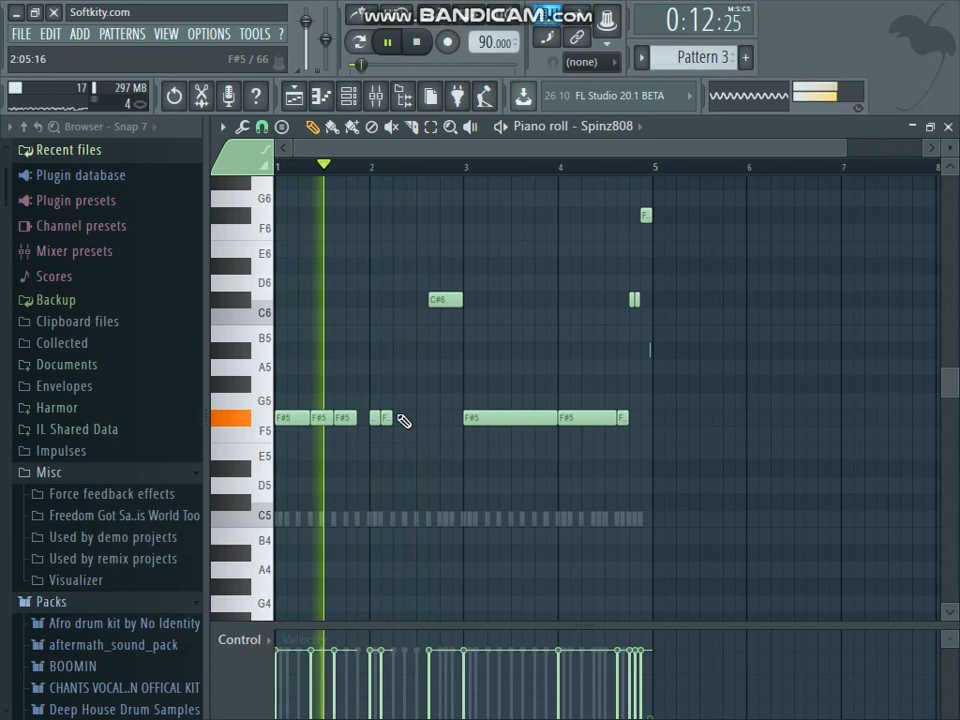 Softkity.com
www.BANDICAM.com
FILE EDIT ADD PATTERNS VIEW OPTIONS TOOLS ?
2:05:16 F#5 / 66
90.000
(none)
M:S:CS
0:12:25
Pattern 3
17 297 MB
4
26 10 FL Studio 20.1 BETA
Browser - Snap 7
Piano roll - Spinz808
Recent files
Plugin database
Plugin presets
Channel presets
Mixer presets
Scores
Backup
Clipboard files
Collected
Documents
Envelopes
Harmor
IL Shared Data
Impulses
Misc
Force feedback effects
Freedom Got Sa..is World Too
Used by demo projects
Used by remix projects
Visualizer
Packs
Afro drum kit by No Identity
aftermath_sound_pack
BOOMIN
CHANTS VOCAL..N OFFICAL KIT
Deep House Drum Samples
1 2 3 4 5 6 7 8
G6
F6
F..
E6
D6
C#6
C6
B5
A5
G5
F#5 F#5 F#5 F.. F#5 F#5 F..
F5
E5
D5
C5
B4
A4
G4
Control Velocity